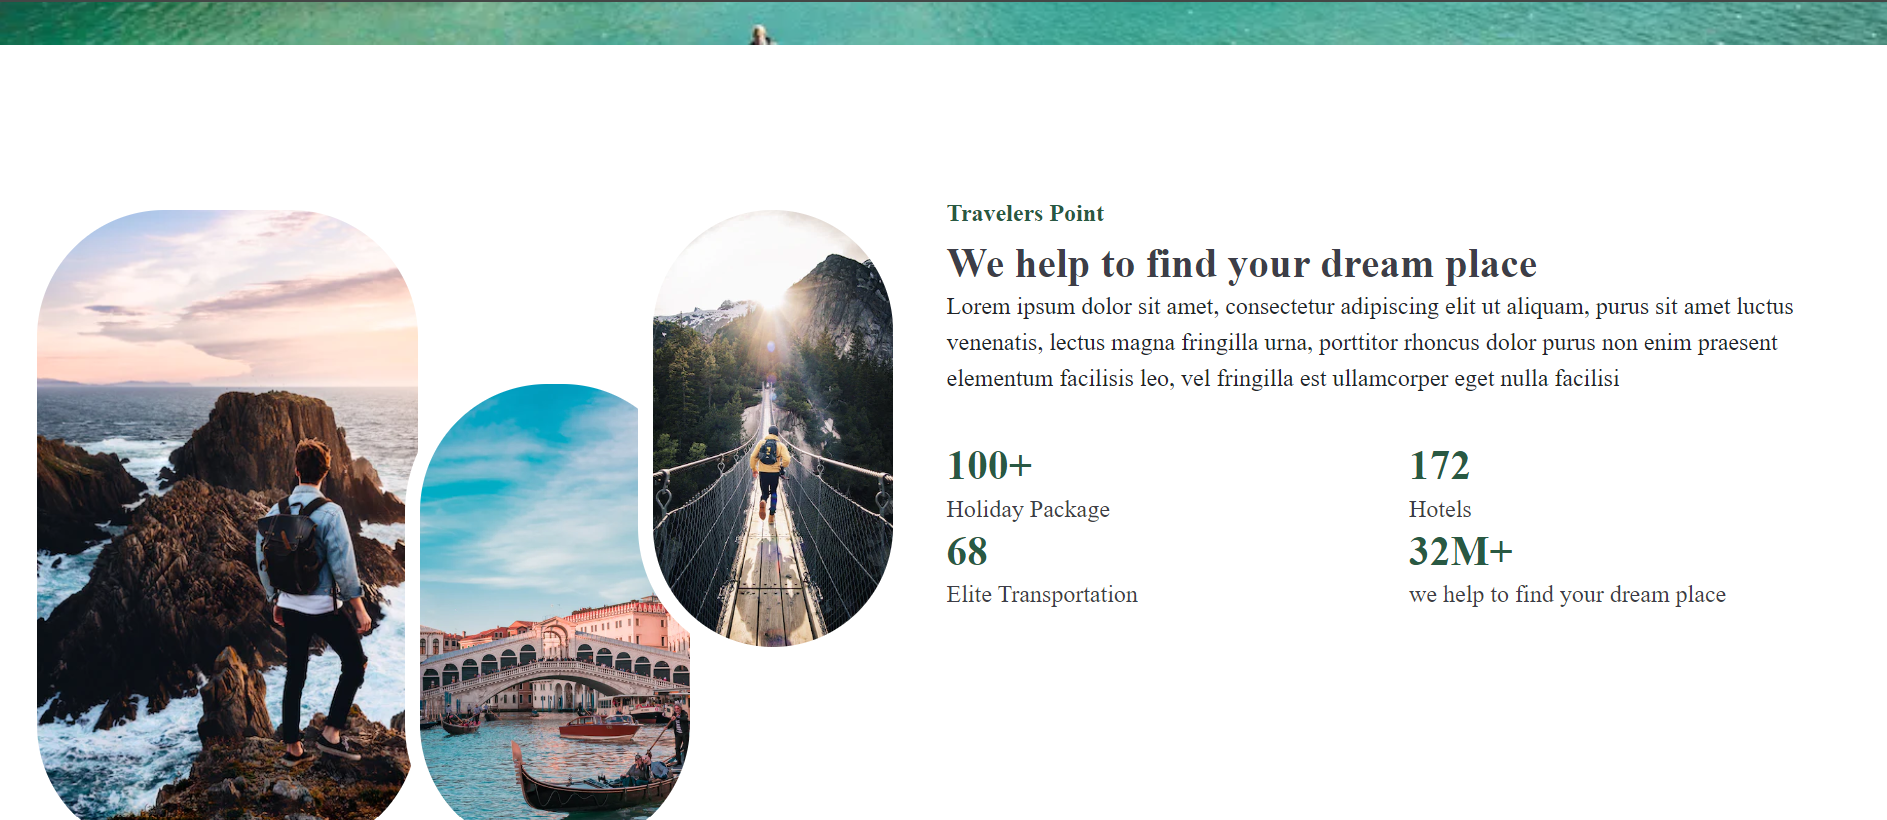 Travelers Point
We help to find your dream place
Lorem ipsum dolor sit amet, consectetur adipiscing elit ut aliquam, purus sit amet luctus
venenatis, lectus magna fringilla urna, porttitor rhoncus dolor purus non enim praesent
elementum facilisis leo, vel fringilla est ullamcorper eget nulla facilisi
100+
Holiday Package
172
Hotels
68
Elite Transportation
32M+
we help to find your dream place